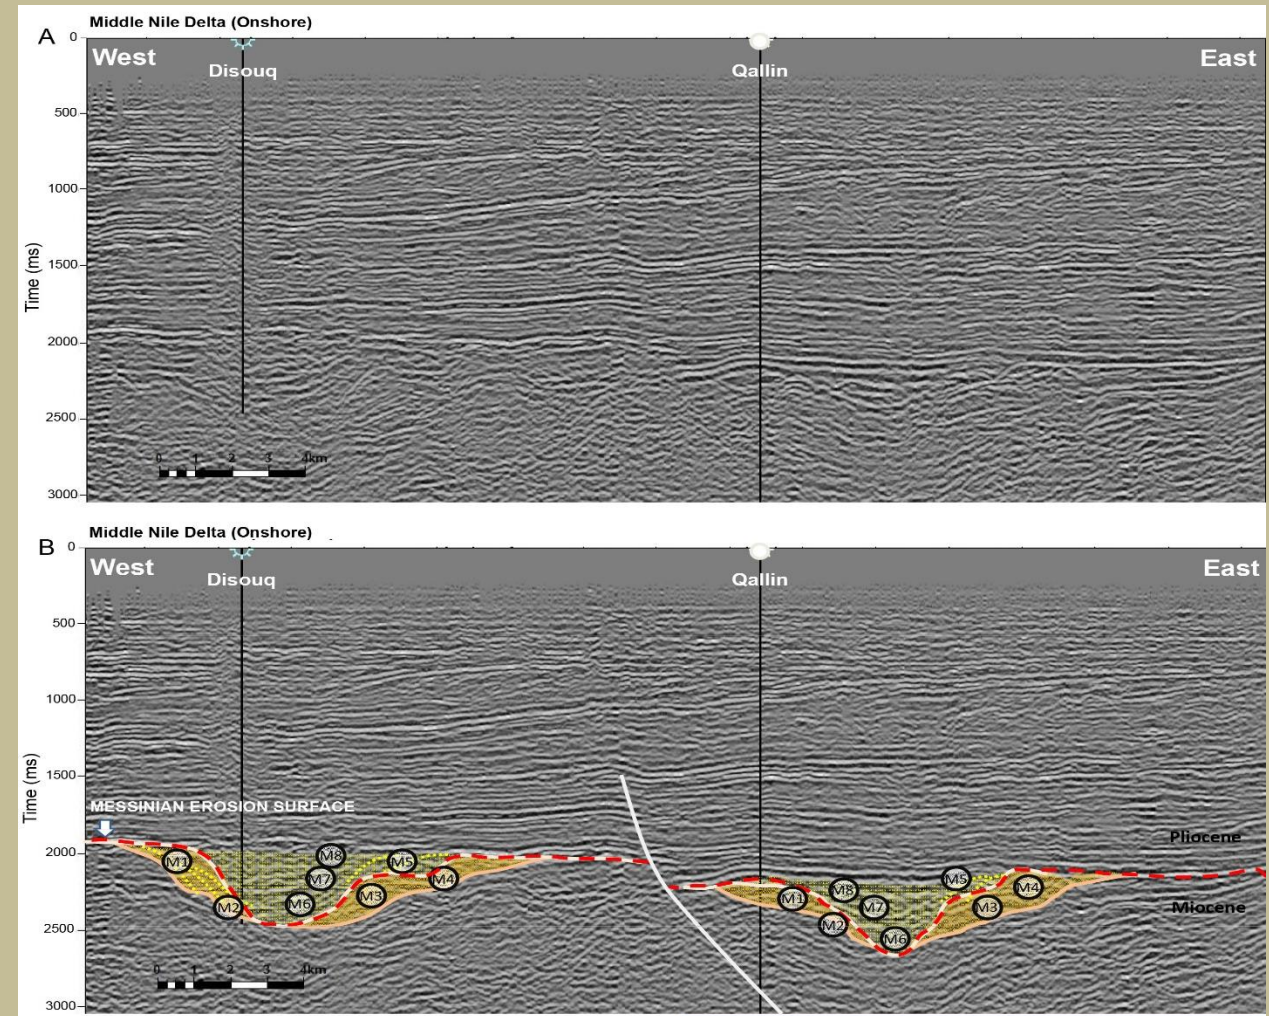 Middle Nile Delta (Onshore)
A
0
West
East
Disouq
Qallin
500
1000
1500
2000
2500
3000
Time (ms)
0 1 2 3 4km
Middle Nile Delta (Onshore)
B
0
West
East
Disouq
Qallin
500
1000
1500
2000
2500
3000
Time (ms)
MESSINIAN EROSION SURFACE
Pliocene
Miocene
M1
M2
M8
M7
M6
M5
M3
M4
M1
M2
M8
M7
M6
M5
M3
M4
0 1 2 3 4km